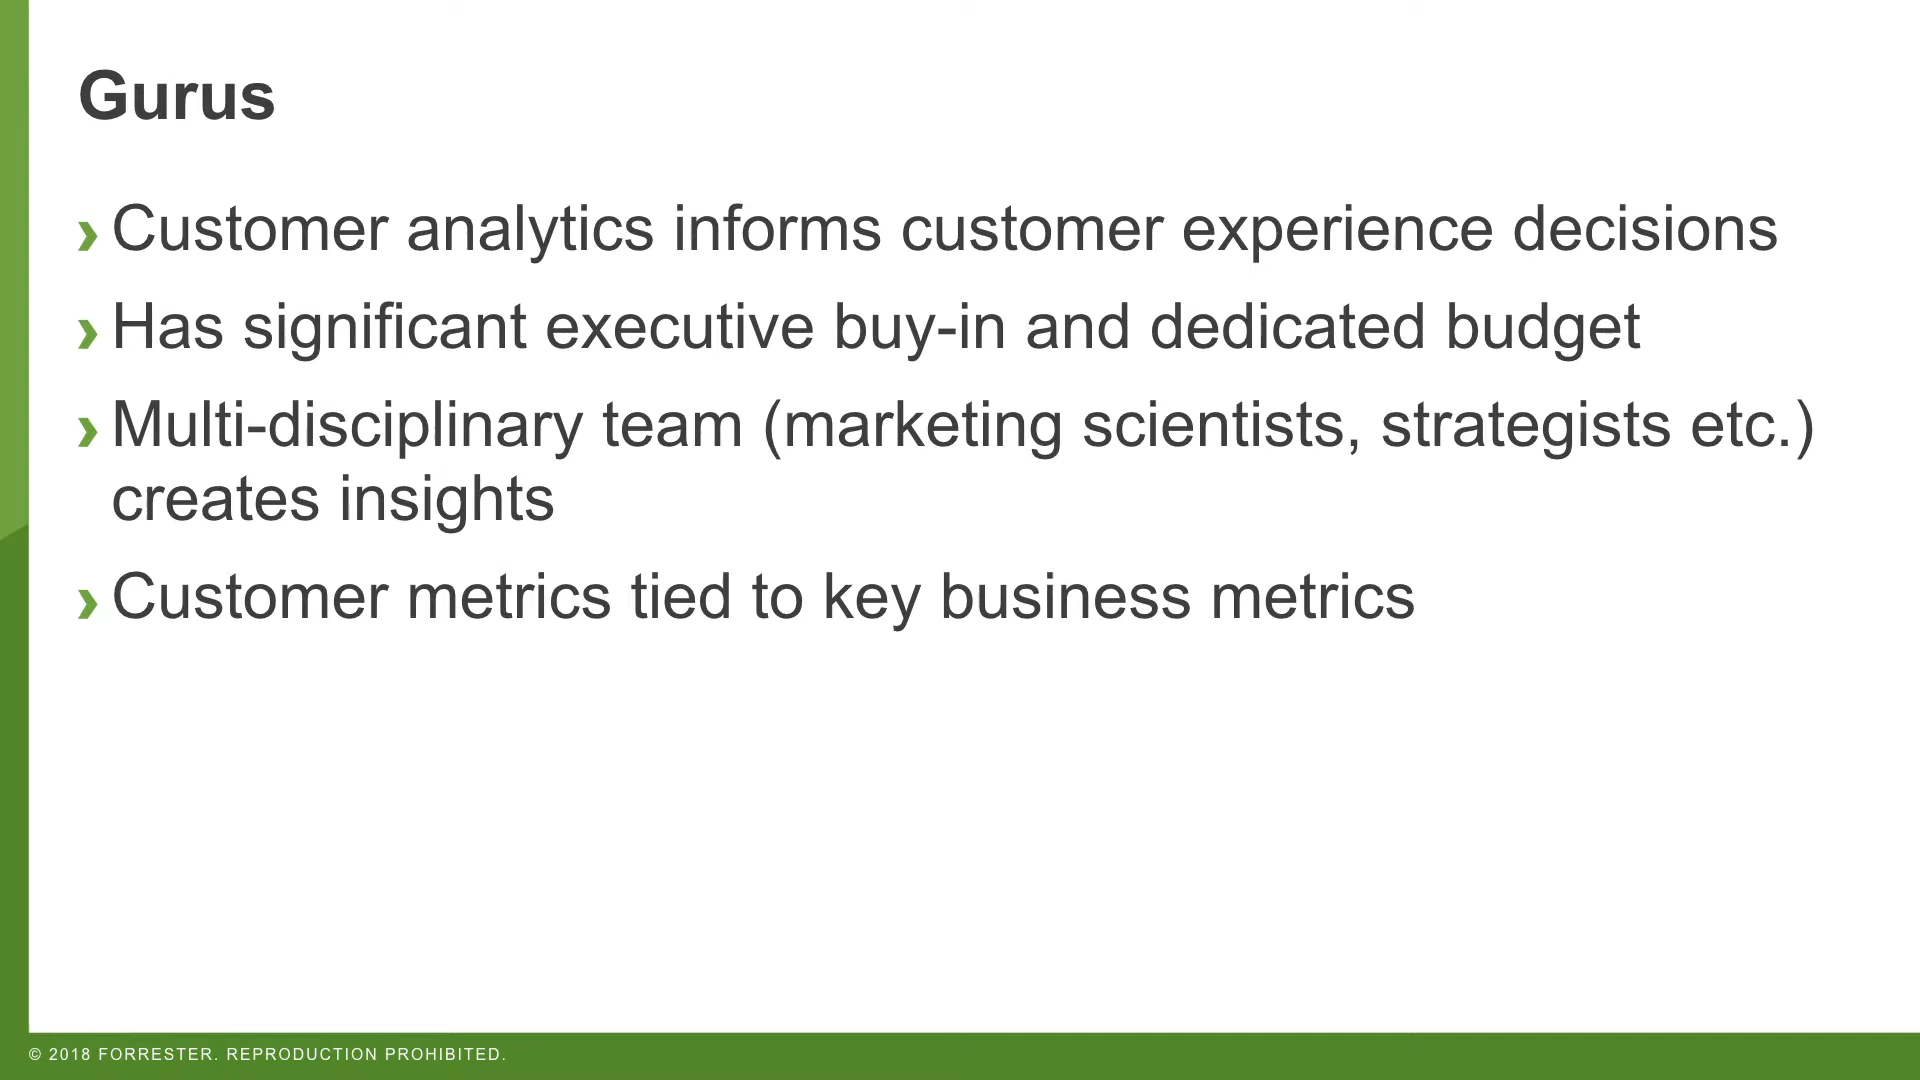 Gurus
› Customer analytics informs customer experience decisions
› Has significant executive buy-in and dedicated budget
› Multi-disciplinary team (marketing scientists, strategists etc.)
creates insights
› Customer metrics tied to key business metrics
© 2018 FORRESTER. REPRODUCTION PROHIBITED.